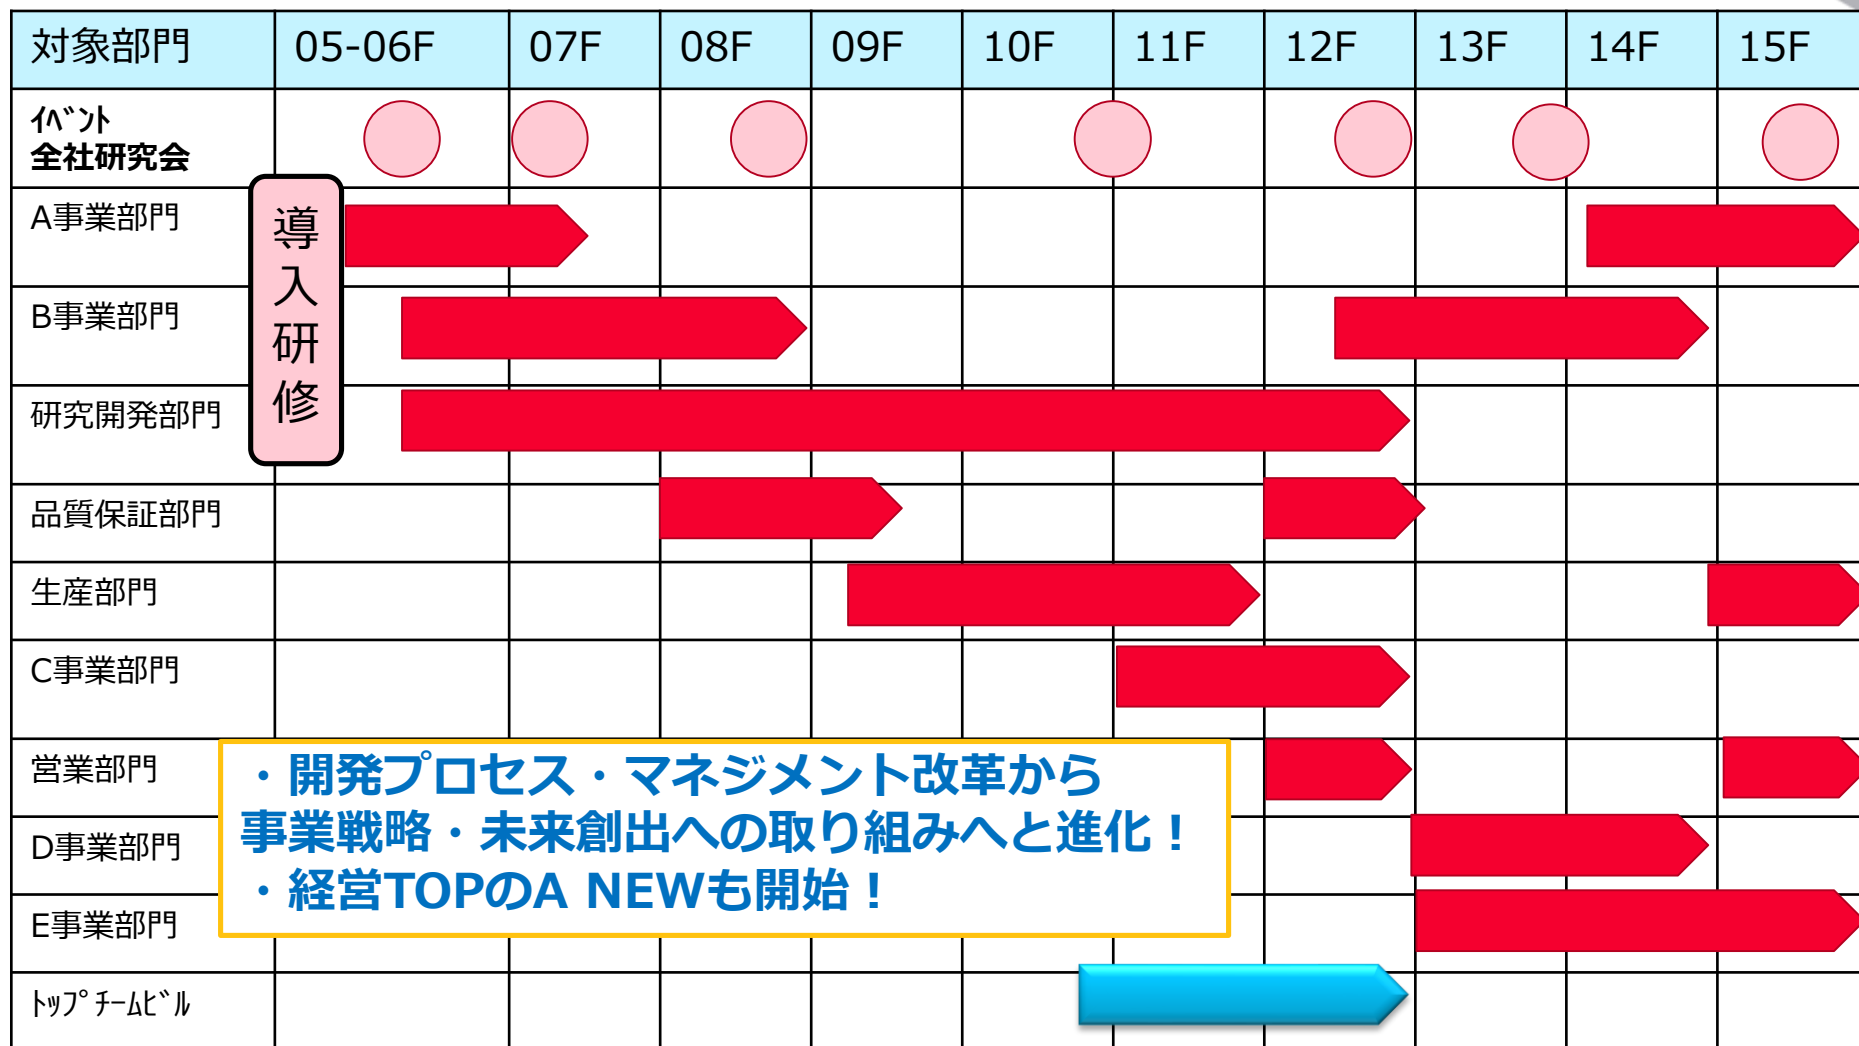 対象部門 05-06F 07F 08F 09F 10F 11F 12F 13F 14F 15F
ｲﾍﾞﾝﾄ
全社研究会
導入研修
A事業部門
B事業部門
研究開発部門
品質保証部門
生産部門
C事業部門
営業部門
D事業部門
E事業部門
ﾄｯﾌﾟﾁｰﾑﾋﾞﾙ
・開発プロセス・マネジメント改革から
事業戦略・未来創出への取り組みへと進化！
・経営TOPのA NEWも開始！